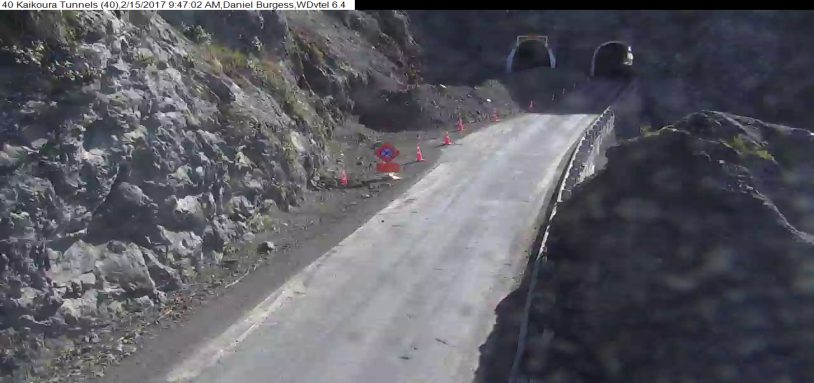 40 Kaikoura Tunnels (40),2/15/2017 9:47:02 AM,Daniel Burgess,WDvtel 6.4